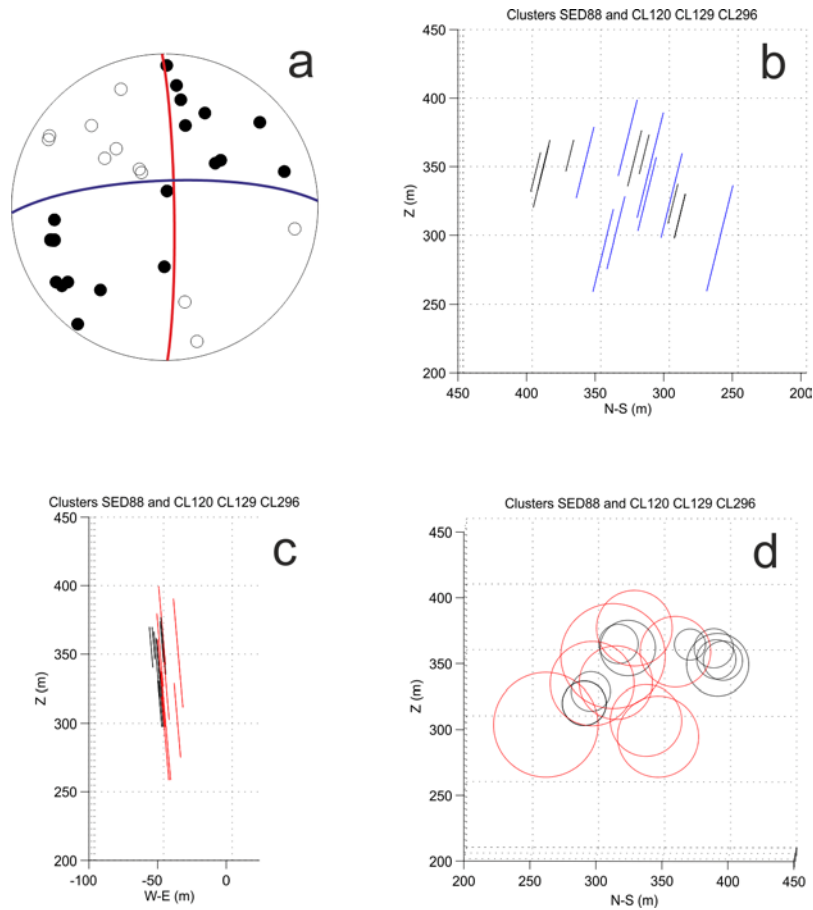 a
Clusters SED88 and CL120 CL129 CL296
b
450
400
350
300
250
200
Z (m)
450 400 350 300 250 200
N-S (m)
Clusters SED88 and CL120 CL129 CL296
c
450
400
350
300
250
200
Z (m)
-100 -50 0
W-E (m)
Clusters SED88 and CL120 CL129 CL296
d
450
400
350
300
250
200
Z (m)
200 250 300 350 400 450
N-S (m)